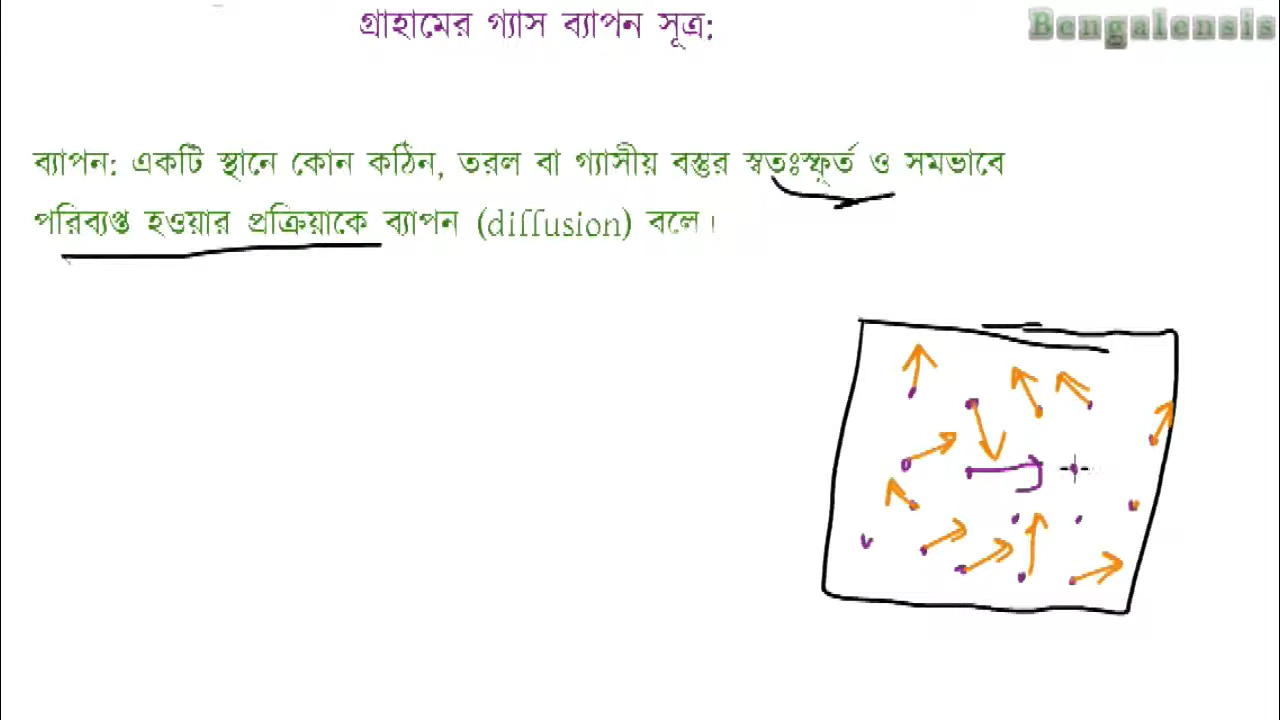 গ্রাহামের গ্যাস ব্যাপন সূত্র:
Bengalensis
ব্যাপন: একটি স্থানে কোন কঠিন, তরল বা গ্যাসীয় বস্তুর স্বতঃস্ফূর্ত ও সমভাবে
পরিব্যপ্ত হওয়ার প্রক্রিয়াকে ব্যাপন (diffusion) বলে।